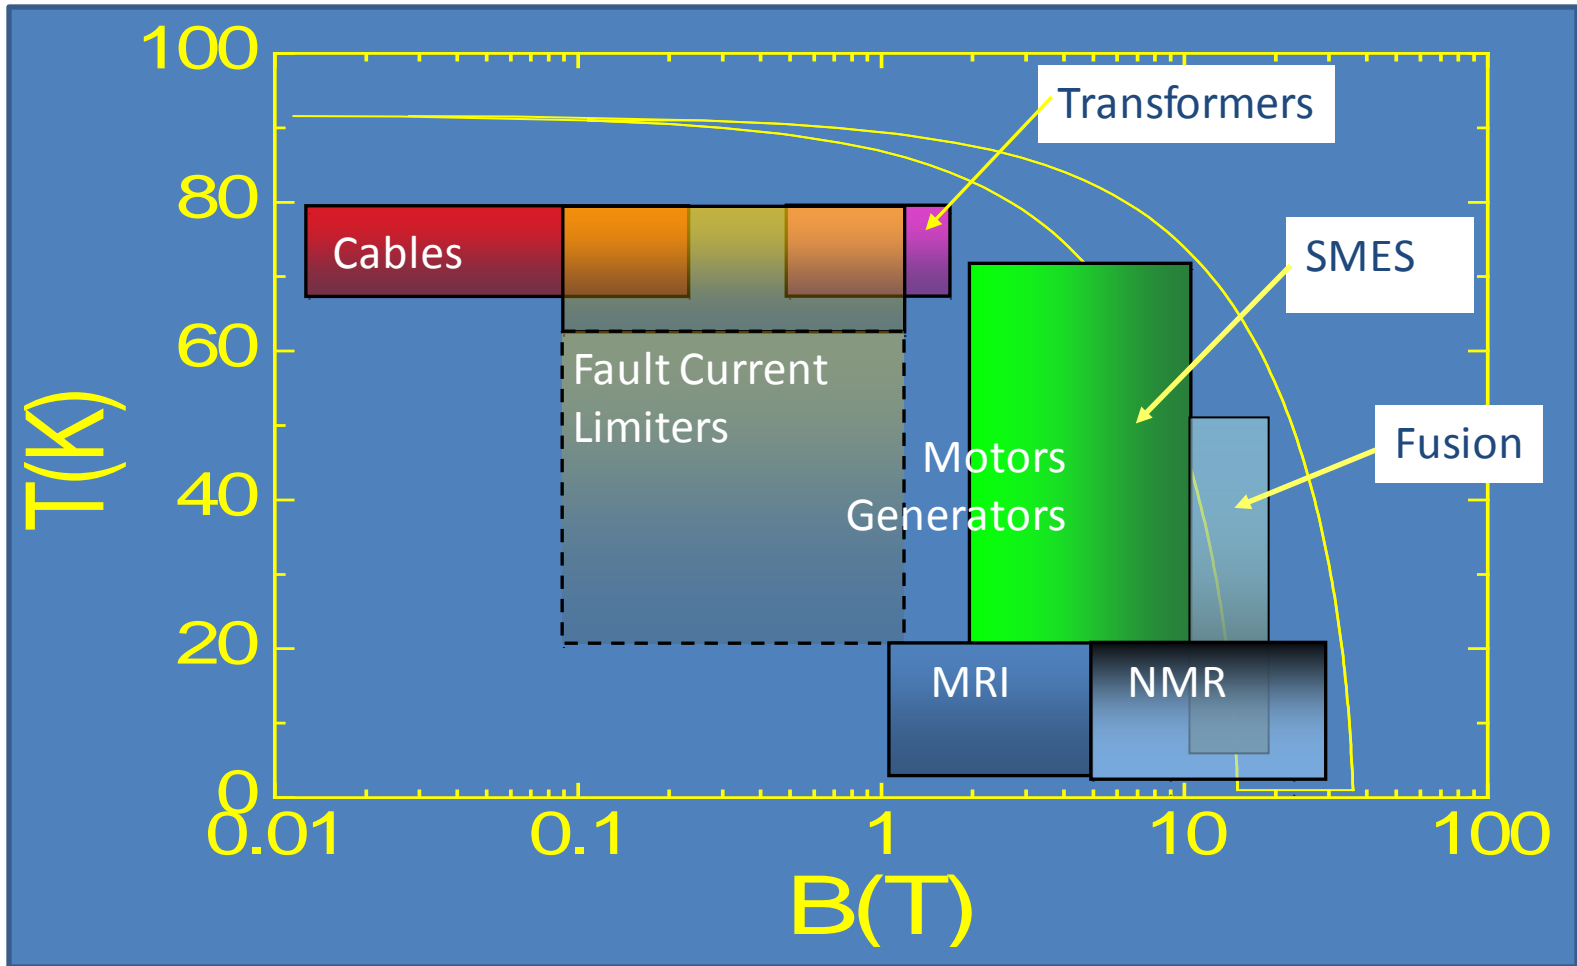 100
80
60
40
20
0
T(K)
0.01
0.1
1
10
100
B(T)
Transformers
Cables
SMES
Fault Current
Limiters
Motors
Generators
Fusion
MRI
NMR